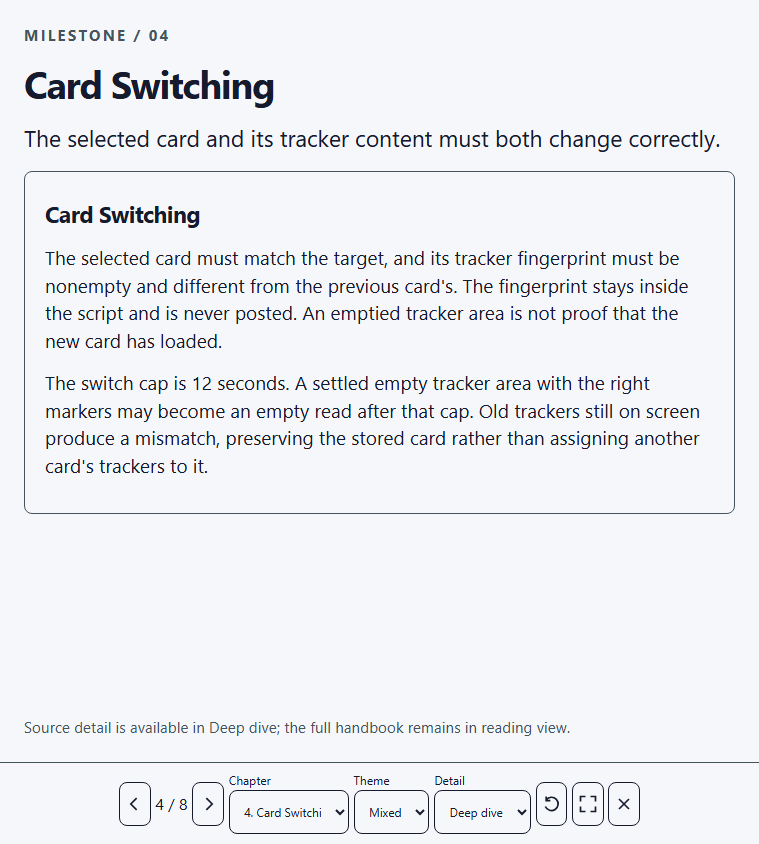 MILESTONE / 04
Card Switching
The selected card and its tracker content must both change correctly.
Card Switching
The selected card must match the target, and its tracker fingerprint must be
nonempty and different from the previous card's. The fingerprint stays inside
the script and is never posted. An emptied tracker area is not proof that the
new card has loaded.
The switch cap is 12 seconds. A settled empty tracker area with the right
markers may become an empty read after that cap. Old trackers still on screen
produce a mismatch, preserving the stored card rather than assigning another
card's trackers to it.
Source detail is available in Deep dive; the full handbook remains in reading view.
Chapter Theme Detail
4 / 8 4. Card Switchi Mixed Deep dive